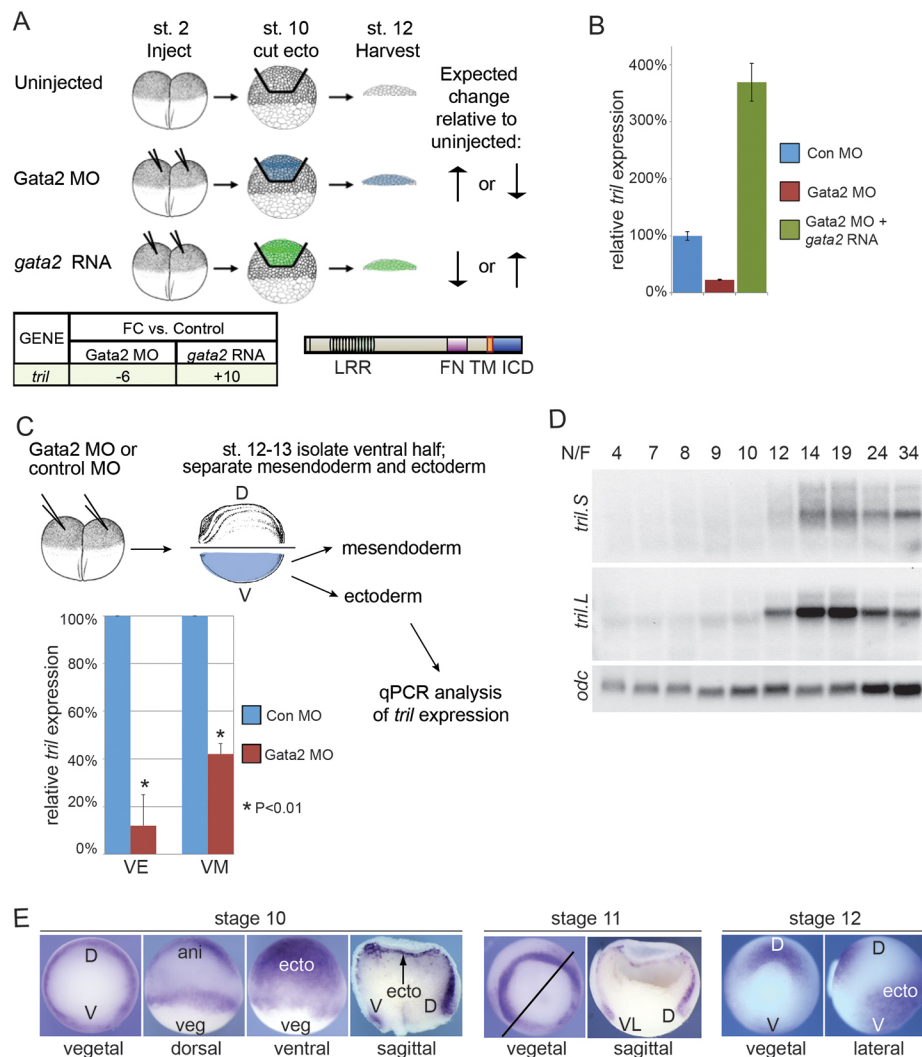 A
st. 2 Inject
st. 10 cut ecto
st. 12 Harvest
Uninjected
Gata2 MO
gata2 RNA
Expected
change
relative to
uninjected:
or
or
GENE
FC vs. Control
Gata2 MO
gata2 RNA
tril
-6
+10
LRR
FN
TM
ICD
B
relative tril expression
400%
300%
200%
100%
0%
Con MO
Gata2 MO
Gata2 MO +
gata2 RNA
C
Gata2 MO or
control MO
st. 12-13 isolate ventral half;
separate mesendoderm and ectoderm
D
V
mesendoderm
ectoderm
qPCR analysis
of tril expression
relative tril expression
100%
80%
60%
40%
20%
0%
*
*
VE
VM
Con MO
Gata2 MO
* P<0.01
D
N/F 4 7 8 9 10 12 14 19 24 34
tril.S
tril.L
odc
E
stage 10
D
V
vegetal
ani
veg
dorsal
ecto
veg
ventral
ecto
V
D
sagittal
stage 11
vegetal
VL
D
sagittal
stage 12
D
V
vegetal
D
ecto
V
lateral